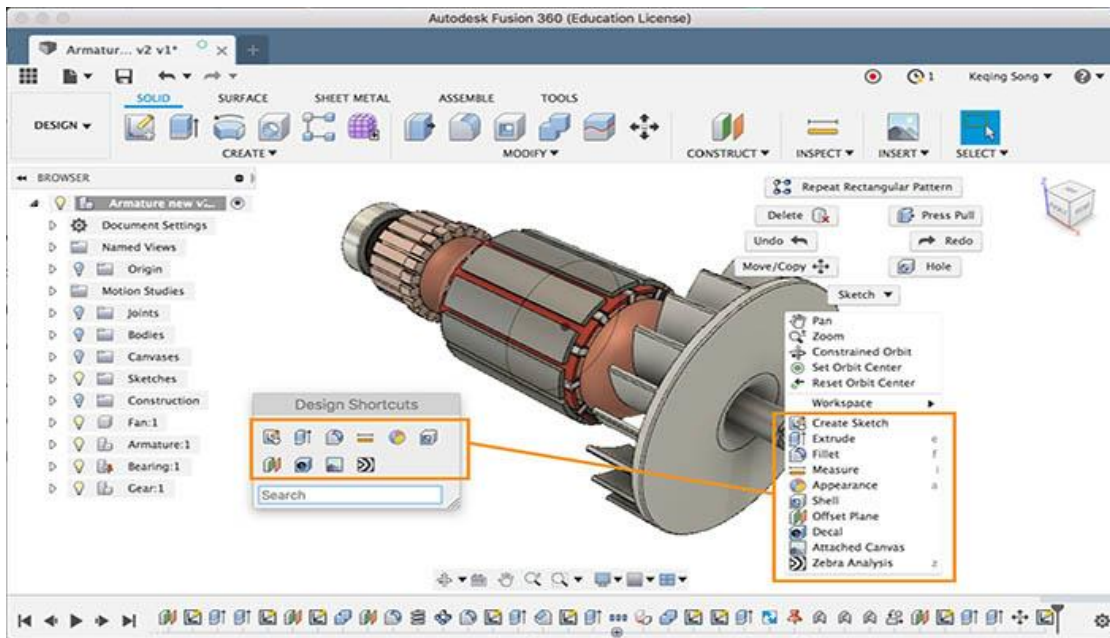 Autodesk Fusion 360 (Education License)
Armatur... v2 v1*
1 Keqing Song
SOLID SURFACE SHEET METAL ASSEMBLE TOOLS
DESIGN
CREATE MODIFY CONSTRUCT INSPECT INSERT SELECT
BROWSER
Armature new v...
Document Settings
Named Views
Origin
Motion Studies
Joints
Bodies
Canvases
Sketches
Construction
Fan:1
Armature:1
Bearing:1
Gear:1
Design Shortcuts
Search
Repeat Rectangular Pattern
Delete Press Pull
Undo Redo
Move/Copy Hole
Sketch
Pan
Zoom
Constrained Orbit
Set Orbit Center
Reset Orbit Center
Workspace
Create Sketch
Extrude e
Fillet f
Measure i
Appearance a
Shell
Offset Plane
Decal
Attached Canvas
Zebra Analysis z